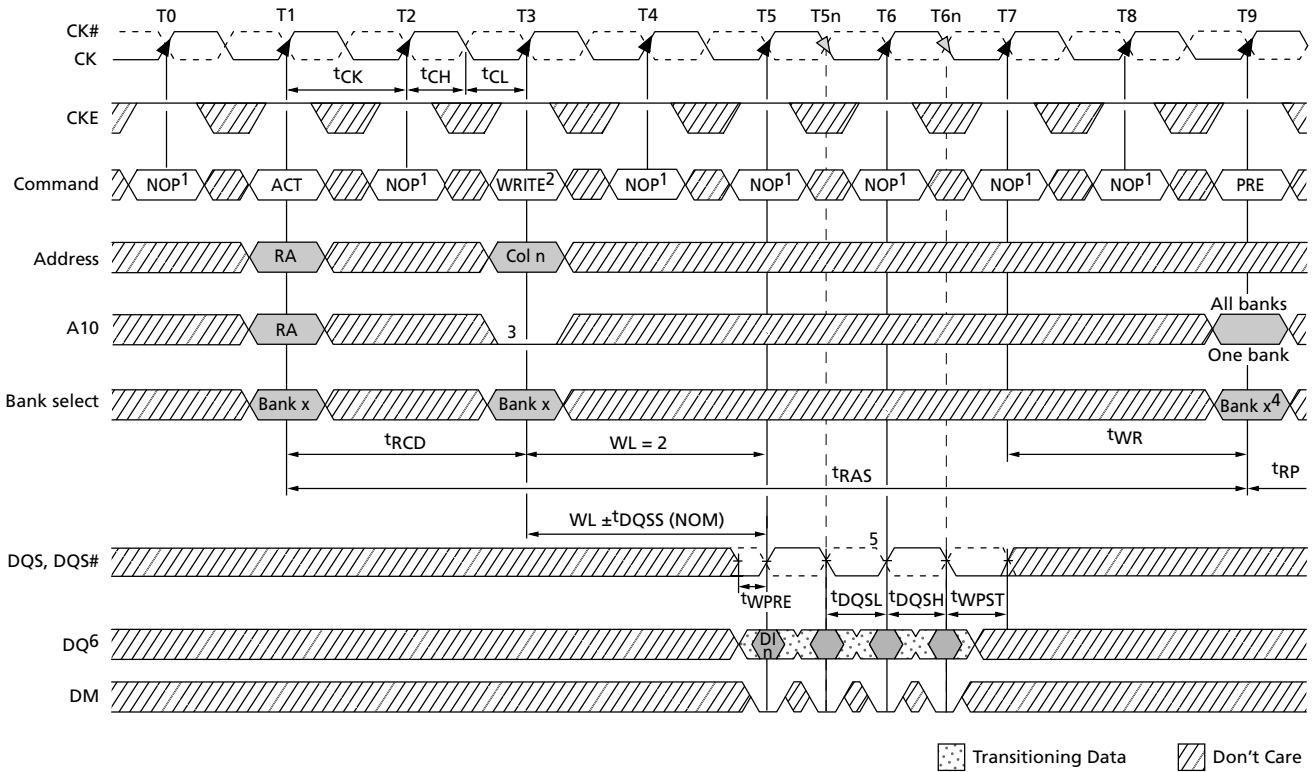 T0 T1 T2 T3 T4 T5 T5n T6 T6n T7 T8 T9
CK#
CK
tCK tCH tCL
CKE
Command NOP1 ACT NOP1 WRITE2 NOP1 NOP1 NOP1 NOP1 NOP1 PRE
Address RA Col n
All banks
A10 RA 3
One bank
Bank select Bank x Bank x Bank x4
tRCD WL = 2 tWR
tRAS tRP
WL ±tDQSS (NOM)
5
DQS, DQS#
tWPRE tDQSL tDQSH tWPST
DQ6 DI
n
DM
Transitioning Data Don't Care